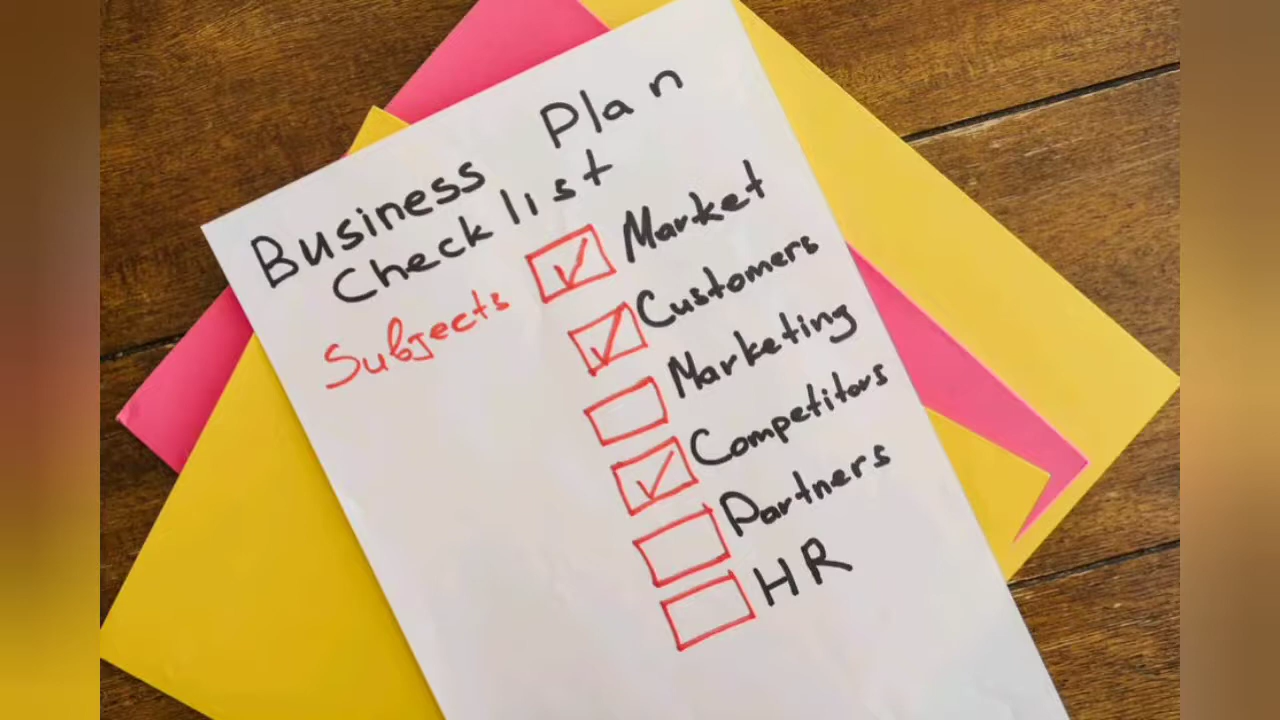 Business Plan
Checklist
Subjects
Market
Customers
Marketing
Competitors
Partners
HR